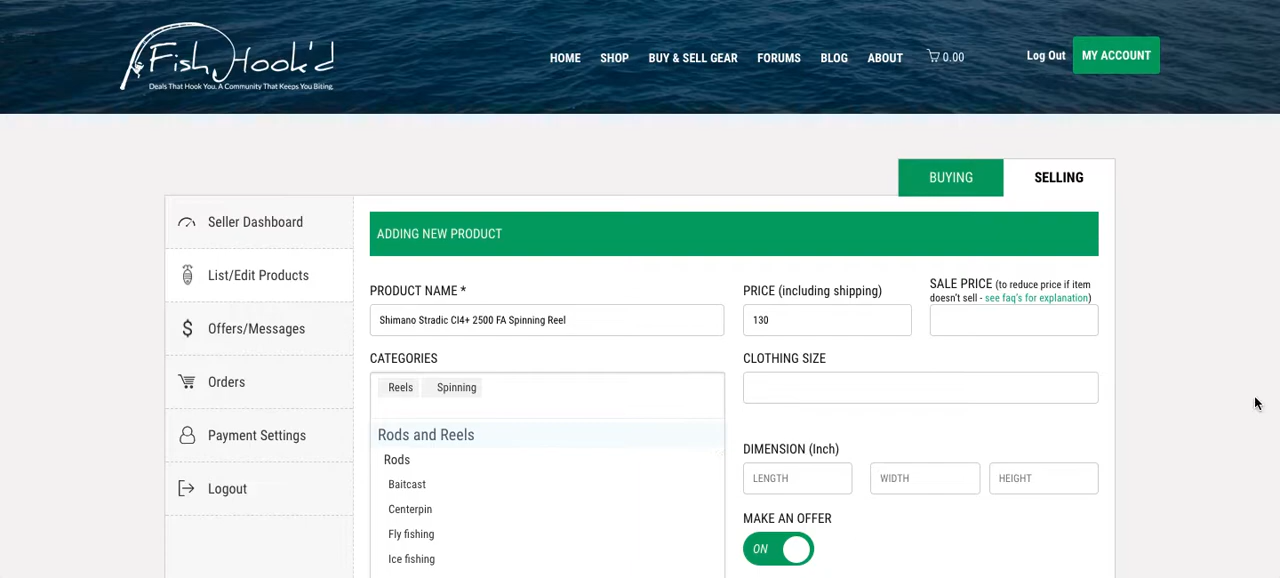 Fish Hook'd
Deals That Hook You. A Community That Keeps You Biting.
HOME SHOP BUY & SELL GEAR FORUMS BLOG ABOUT 0.00 Log Out MY ACCOUNT
BUYING SELLING
Seller Dashboard
List/Edit Products
Offers/Messages
Orders
Payment Settings
Logout
ADDING NEW PRODUCT
PRODUCT NAME *
Shimano Stradic CI4+ 2500 FA Spinning Reel
PRICE (including shipping)
130
SALE PRICE (to reduce price if item
doesn't sell - see faq's for explanation)
CATEGORIES
Reels Spinning
Rods and Reels
Rods
Baitcast
Centerpin
Fly fishing
Ice fishing
CLOTHING SIZE
DIMENSION (Inch)
LENGTH WIDTH HEIGHT
MAKE AN OFFER
ON